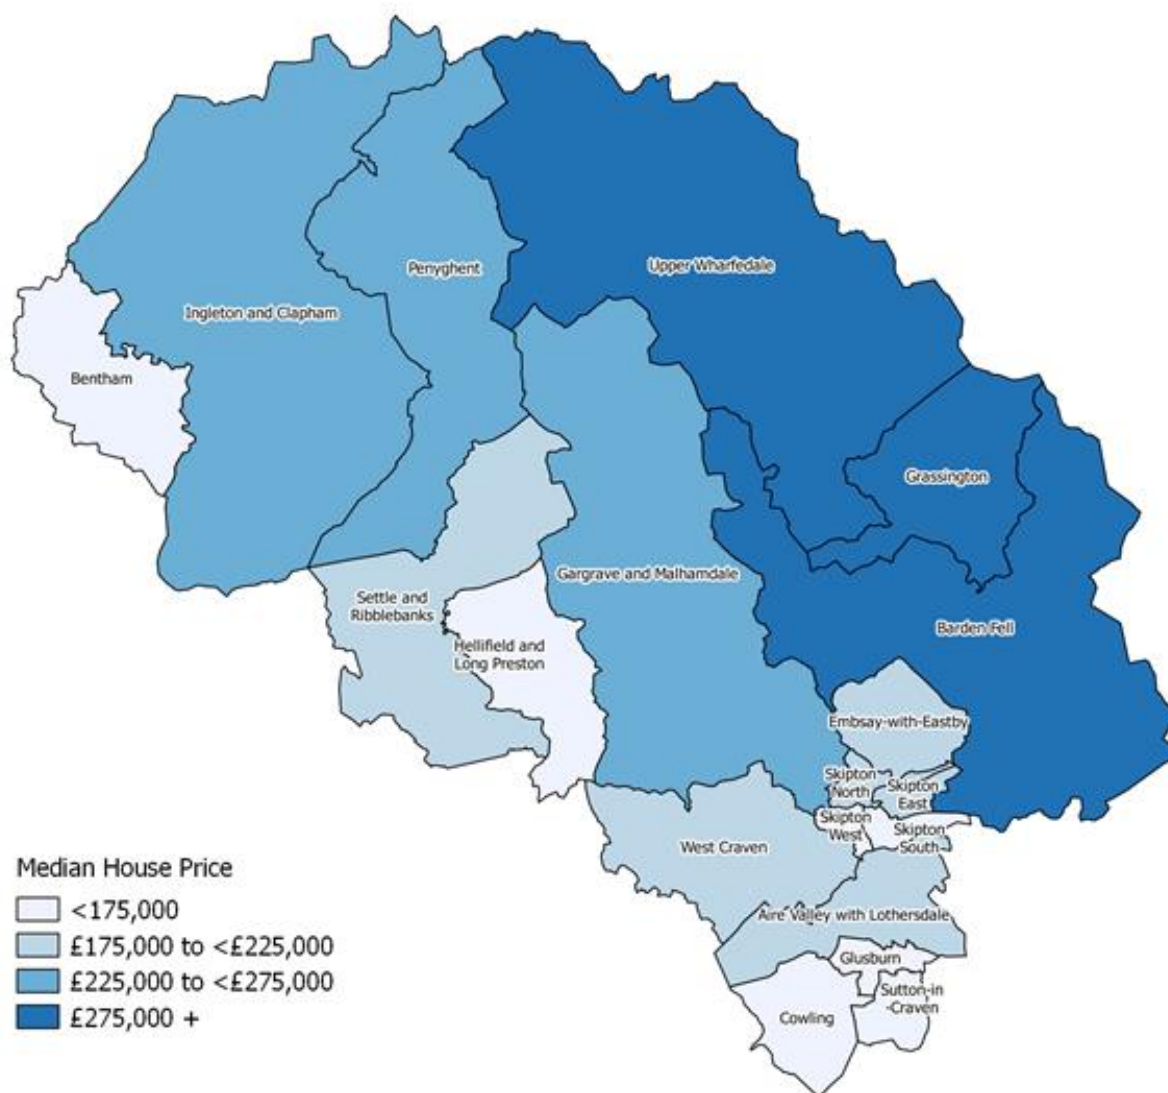 Penyghent
Upper Wharfedale
Ingleton and Clapham
Bentham
Grassington
Gargrave and Malhamdale
Settle and
Ribblebanks
Barden Fell
Hellifield and
Long Preston
Embsay-with-Eastby
Skipton
North
Skipton
East
Skipton
West
Skipton
South
West Craven
Aire Valley with Lothersdale
Glusburn
Sutton-in
-Craven
Cowling
Median House Price
<175,000
£175,000 to <£225,000
£225,000 to <£275,000
£275,000 +